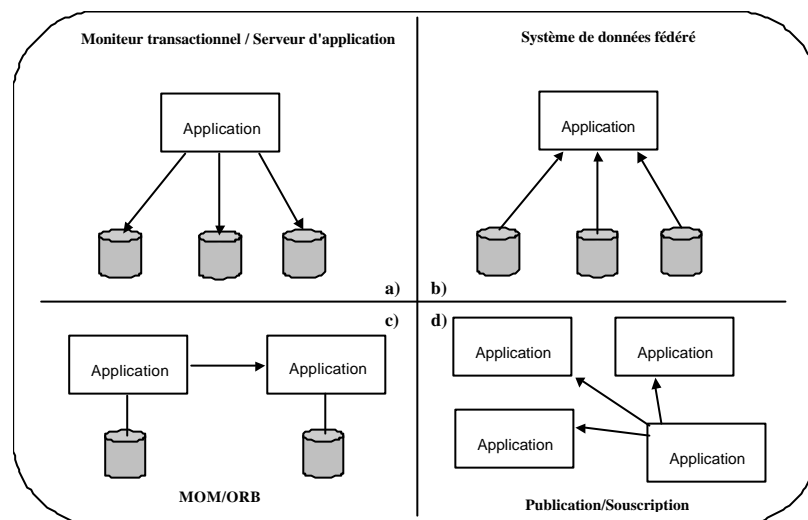 Moniteur transactionnel / Serveur d'application
Système de données fédéré
Application
Application
a)
b)
c)
d)
Application
Application
Application
Application
Application
Application
MOM/ORB
Publication/Souscription